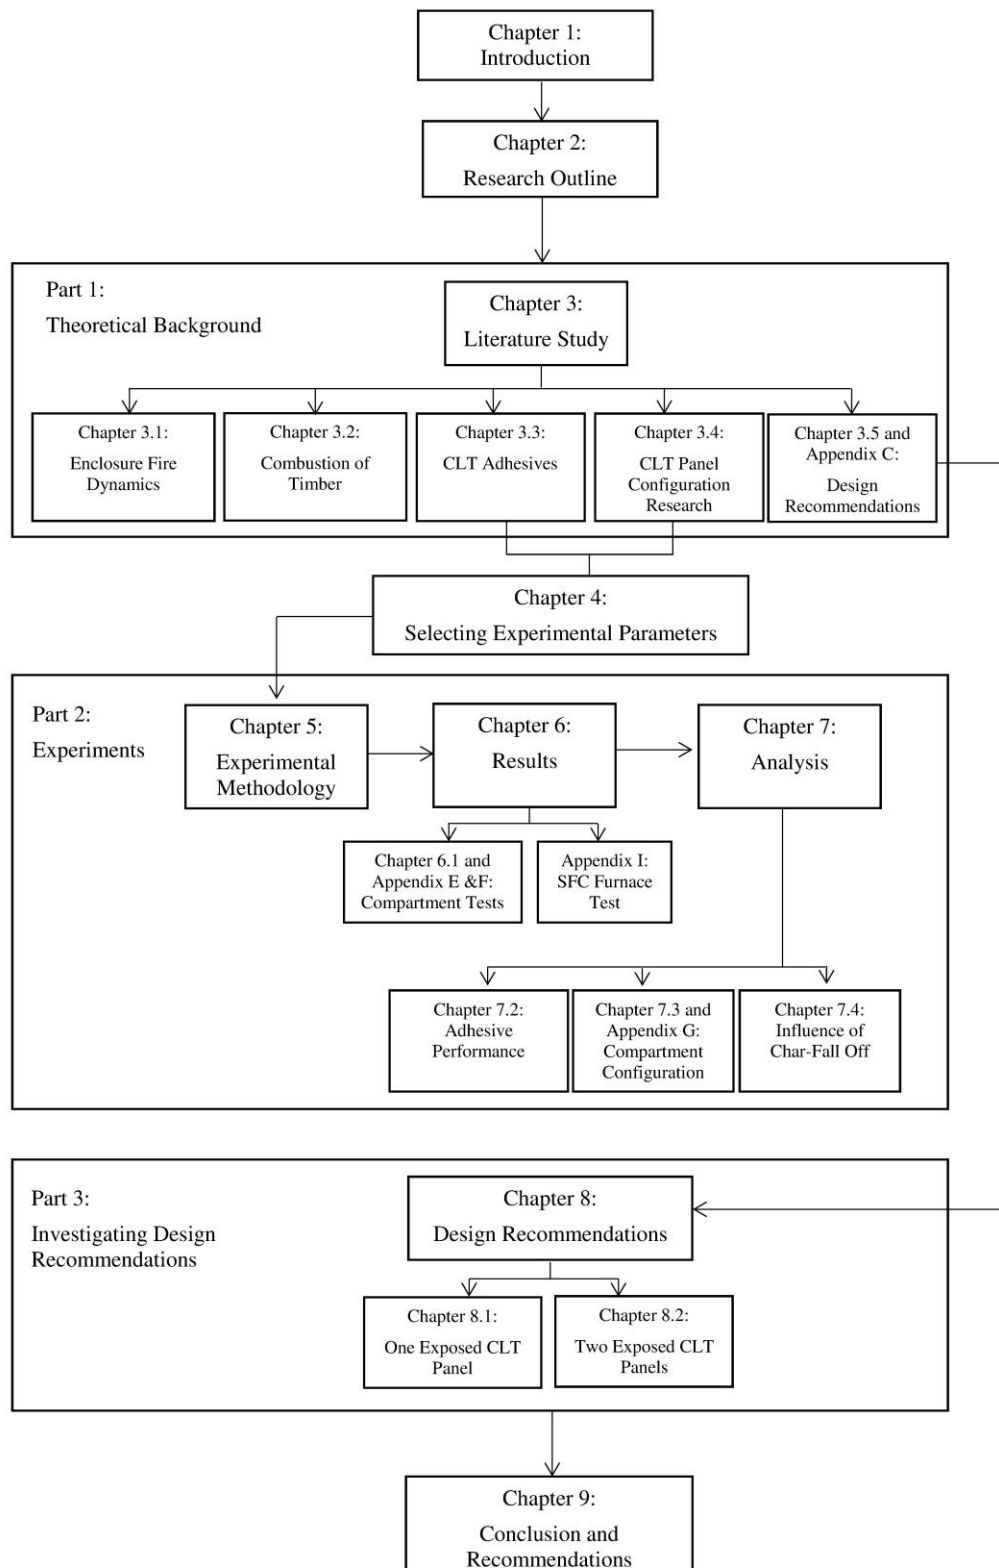 Chapter 1:
Introduction
Chapter 2:
Research Outline
Part 1:
Theoretical Background
Chapter 3:
Literature Study
Chapter 3.1:
Enclosure Fire
Dynamics
Chapter 3.2:
Combustion of
Timber
Chapter 3.3:
CLT Adhesives
Chapter 3.4:
CLT Panel
Configuration
Research
Chapter 3.5 and
Appendix C:
Design
Recommendations
Chapter 4:
Selecting Experimental Parameters
Part 2:
Experiments
Chapter 5:
Experimental
Methodology
Chapter 6:
Results
Chapter 7:
Analysis
Chapter 6.1 and
Appendix E &F:
Compartment Tests
Appendix I:
SFC Furnace
Test
Chapter 7.2:
Adhesive
Performance
Chapter 7.3 and
Appendix G:
Compartment
Configuration
Chapter 7.4:
Influence of
Char-Fall Off
Part 3:
Investigating Design
Recommendations
Chapter 8:
Design Recommendations
Chapter 8.1:
One Exposed CLT
Panel
Chapter 8.2:
Two Exposed CLT
Panels
Chapter 9:
Conclusion and
Recommendations